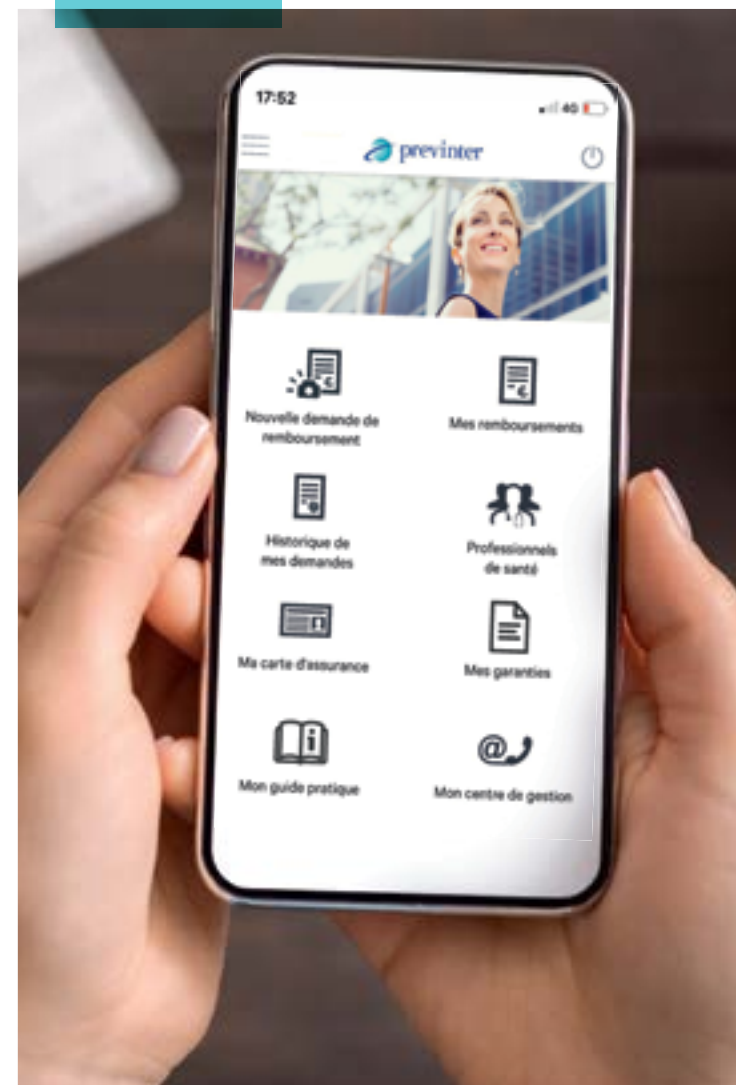 17:52
4G
previnter
Nouvelle demande de
remboursement
Mes remboursements
Historique de
mes demandes
Professionnels
de santé
Ma carte d'assurance
Mes garanties
Mon guide pratique
Mon centre de gestion